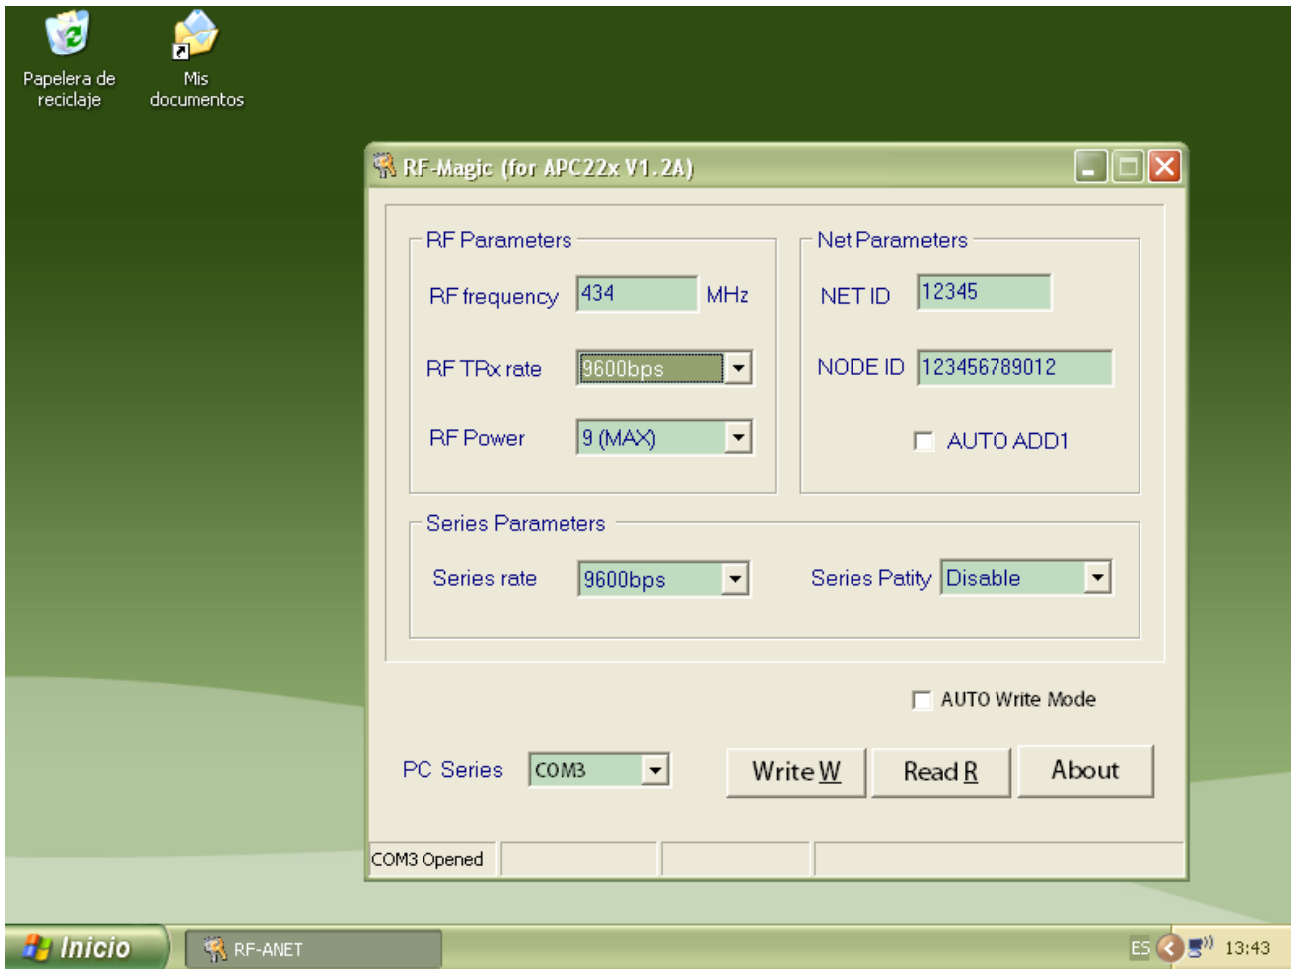 Papelera de
reciclaje
Mis
documentos
RF-Magic (for APC22x V1.2A)
RF Parameters
RF frequency 434 MHz
RF TRx rate 9600bps
RF Power 9 (MAX)
Net Parameters
NET ID 12345
NODE ID 123456789012
AUTO ADD1
Series Parameters
Series rate 9600bps
Series Patity Disable
AUTO Write Mode
PC Series COM3
Write W Read R About
COM3 Opened
Inicio RF-ANET ES 13:43